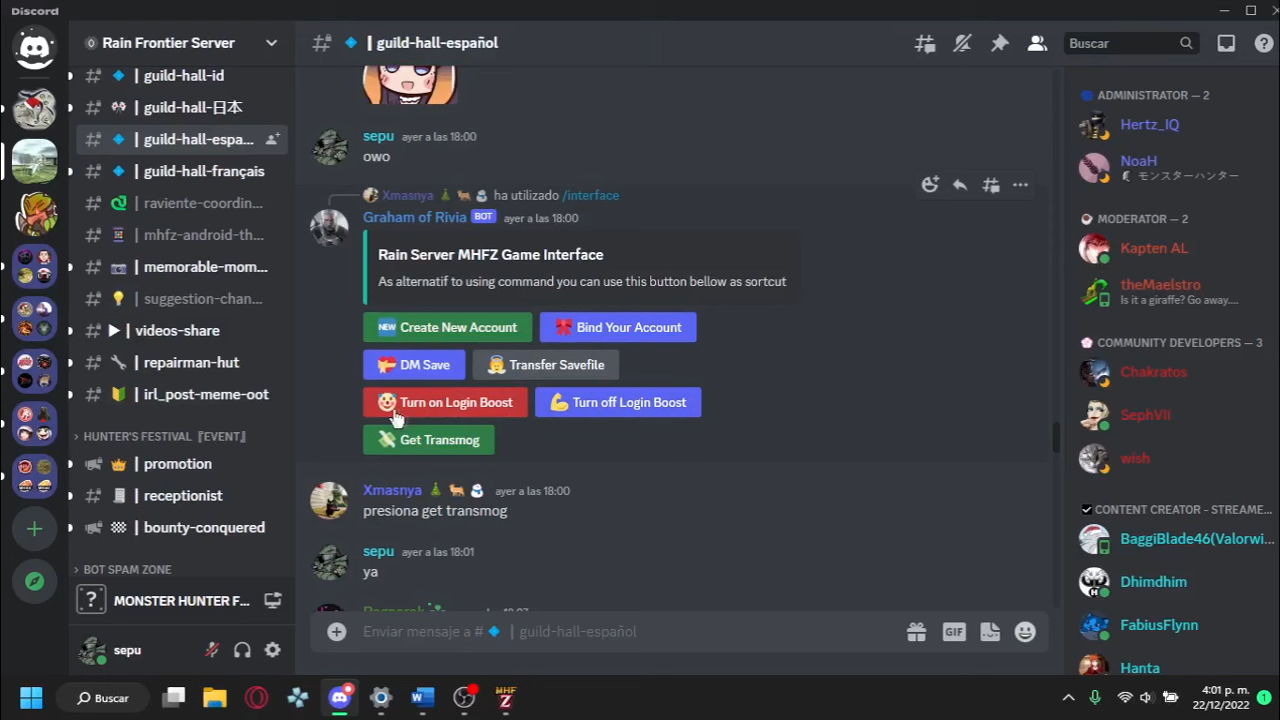 Discord
Rain Frontier Server
| guild-hall-español
Buscar
| guild-hall-id
| guild-hall-日本
| guild-hall-espa...
| guild-hall-français
| raviente-coordin...
| mhfz-android-th...
| memorable-mom...
| suggestion-chan...
videos-share
| repairman-hut
| irl_post-meme-oot
HUNTER'S FESTIVAL『EVENT』
| promotion
| receptionist
| bounty-conquered
BOT SPAM ZONE
MONSTER HUNTER F...
sepu
sepu ayer a las 18:00
owo
Xmasnya ha utilizado /interface
Graham of Rivia BOT ayer a las 18:00
Rain Server MHFZ Game Interface
As alternatif to using command you can use this button bellow as sortcut
NEW Create New Account
Bind Your Account
DM Save
Transfer Savefile
Turn on Login Boost
Turn off Login Boost
Get Transmog
Xmasnya ayer a las 18:00
presiona get transmog
sepu ayer a las 18:01
ya
Enviar mensaje a # | guild-hall-español
GIF
ADMINISTRATOR — 2
Hertz_IQ
NoaH
モンスターハンター
MODERATOR — 2
Kapten AL
theMaelstro
Is it a giraffe? Go away....
COMMUNITY DEVELOPERS — 3
Chakratos
SephVII
wish
CONTENT CREATOR - STREAME...
BaggiBlade46(Valorwi...
Dhimdhim
FabiusFlynn
Hanta
Buscar
MHF
Z
4:01 p. m.
22/12/2022
1